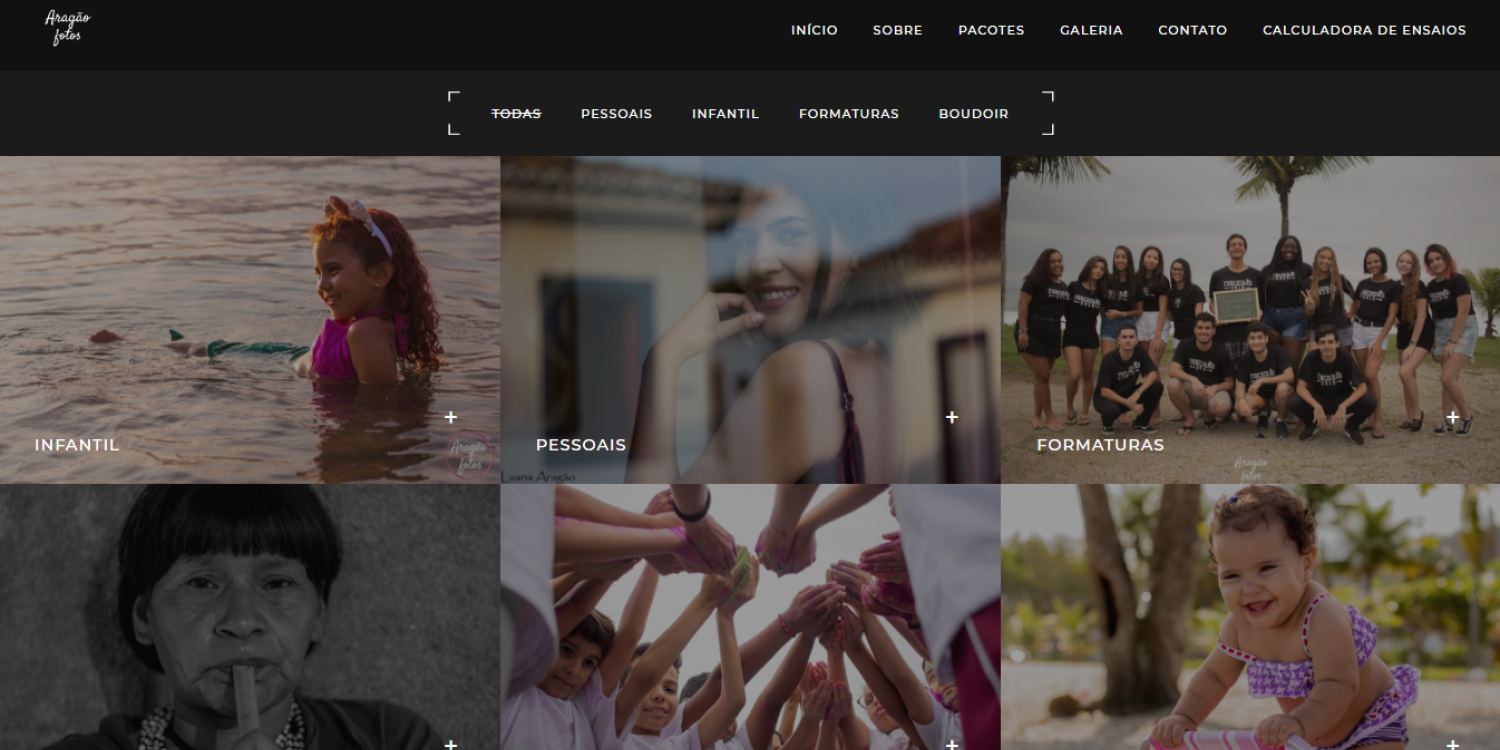 Aragão
fotos
INÍCIO SOBRE PACOTES GALERIA CONTATO CALCULADORA DE ENSAIOS
TODAS PESSOAIS INFANTIL FORMATURAS BOUDOIR
+
INFANTIL
Aragão
fotos
+
PESSOAIS
Luana Aragão
TERCEIRÃO
+
FORMATURAS
Aragão
fotos
+
+
+